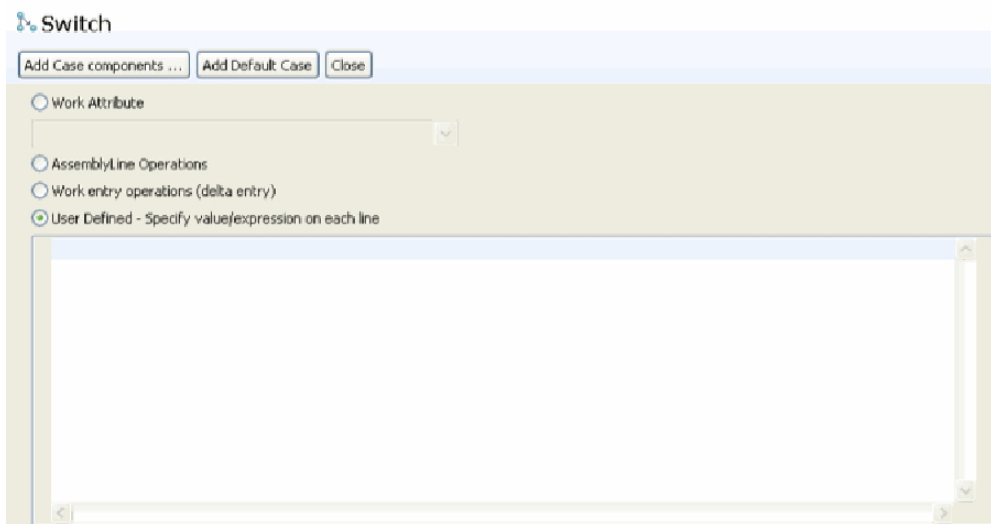 Switch
Add Case components ... Add Default Case Close
Work Attribute
AssemblyLine Operations
Work entry operations (delta entry)
User Defined - Specify value/expression on each line